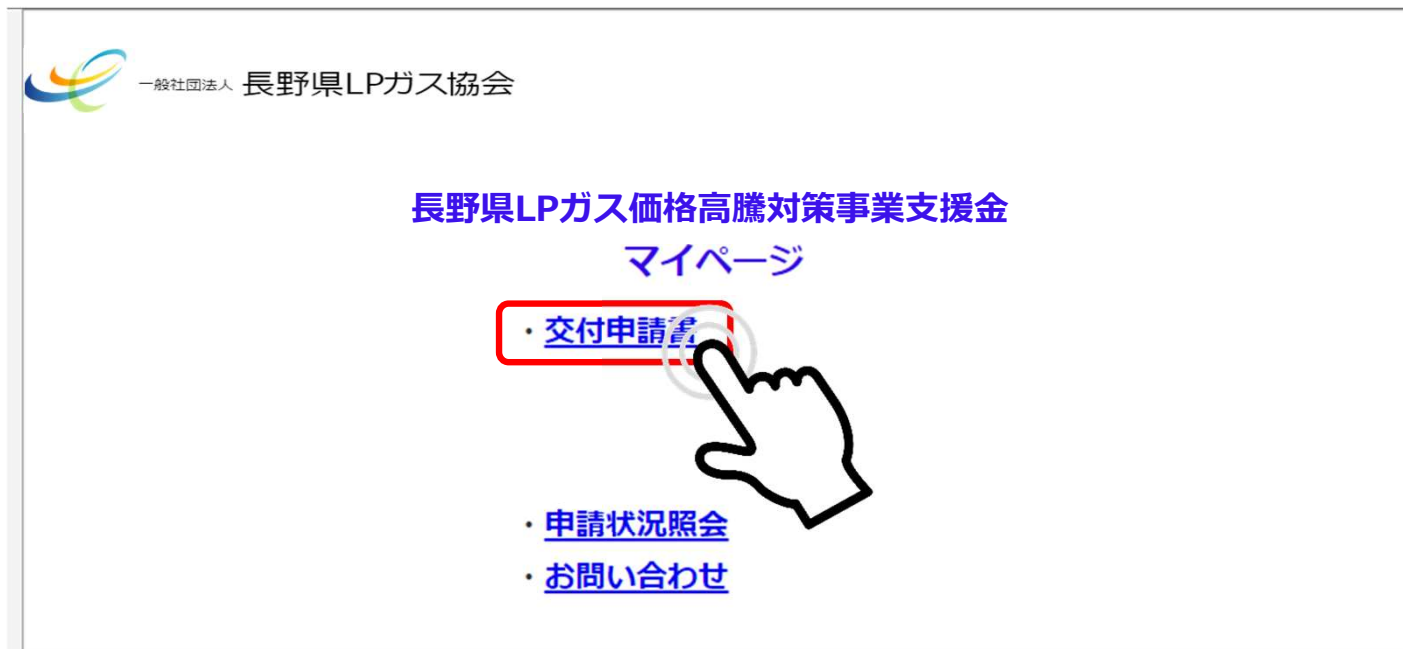 一般社団法人 長野県LPガス協会
長野県LPガス価格高騰対策事業支援金
マイページ
・交付申請書
・申請状況照会
・お問い合わせ